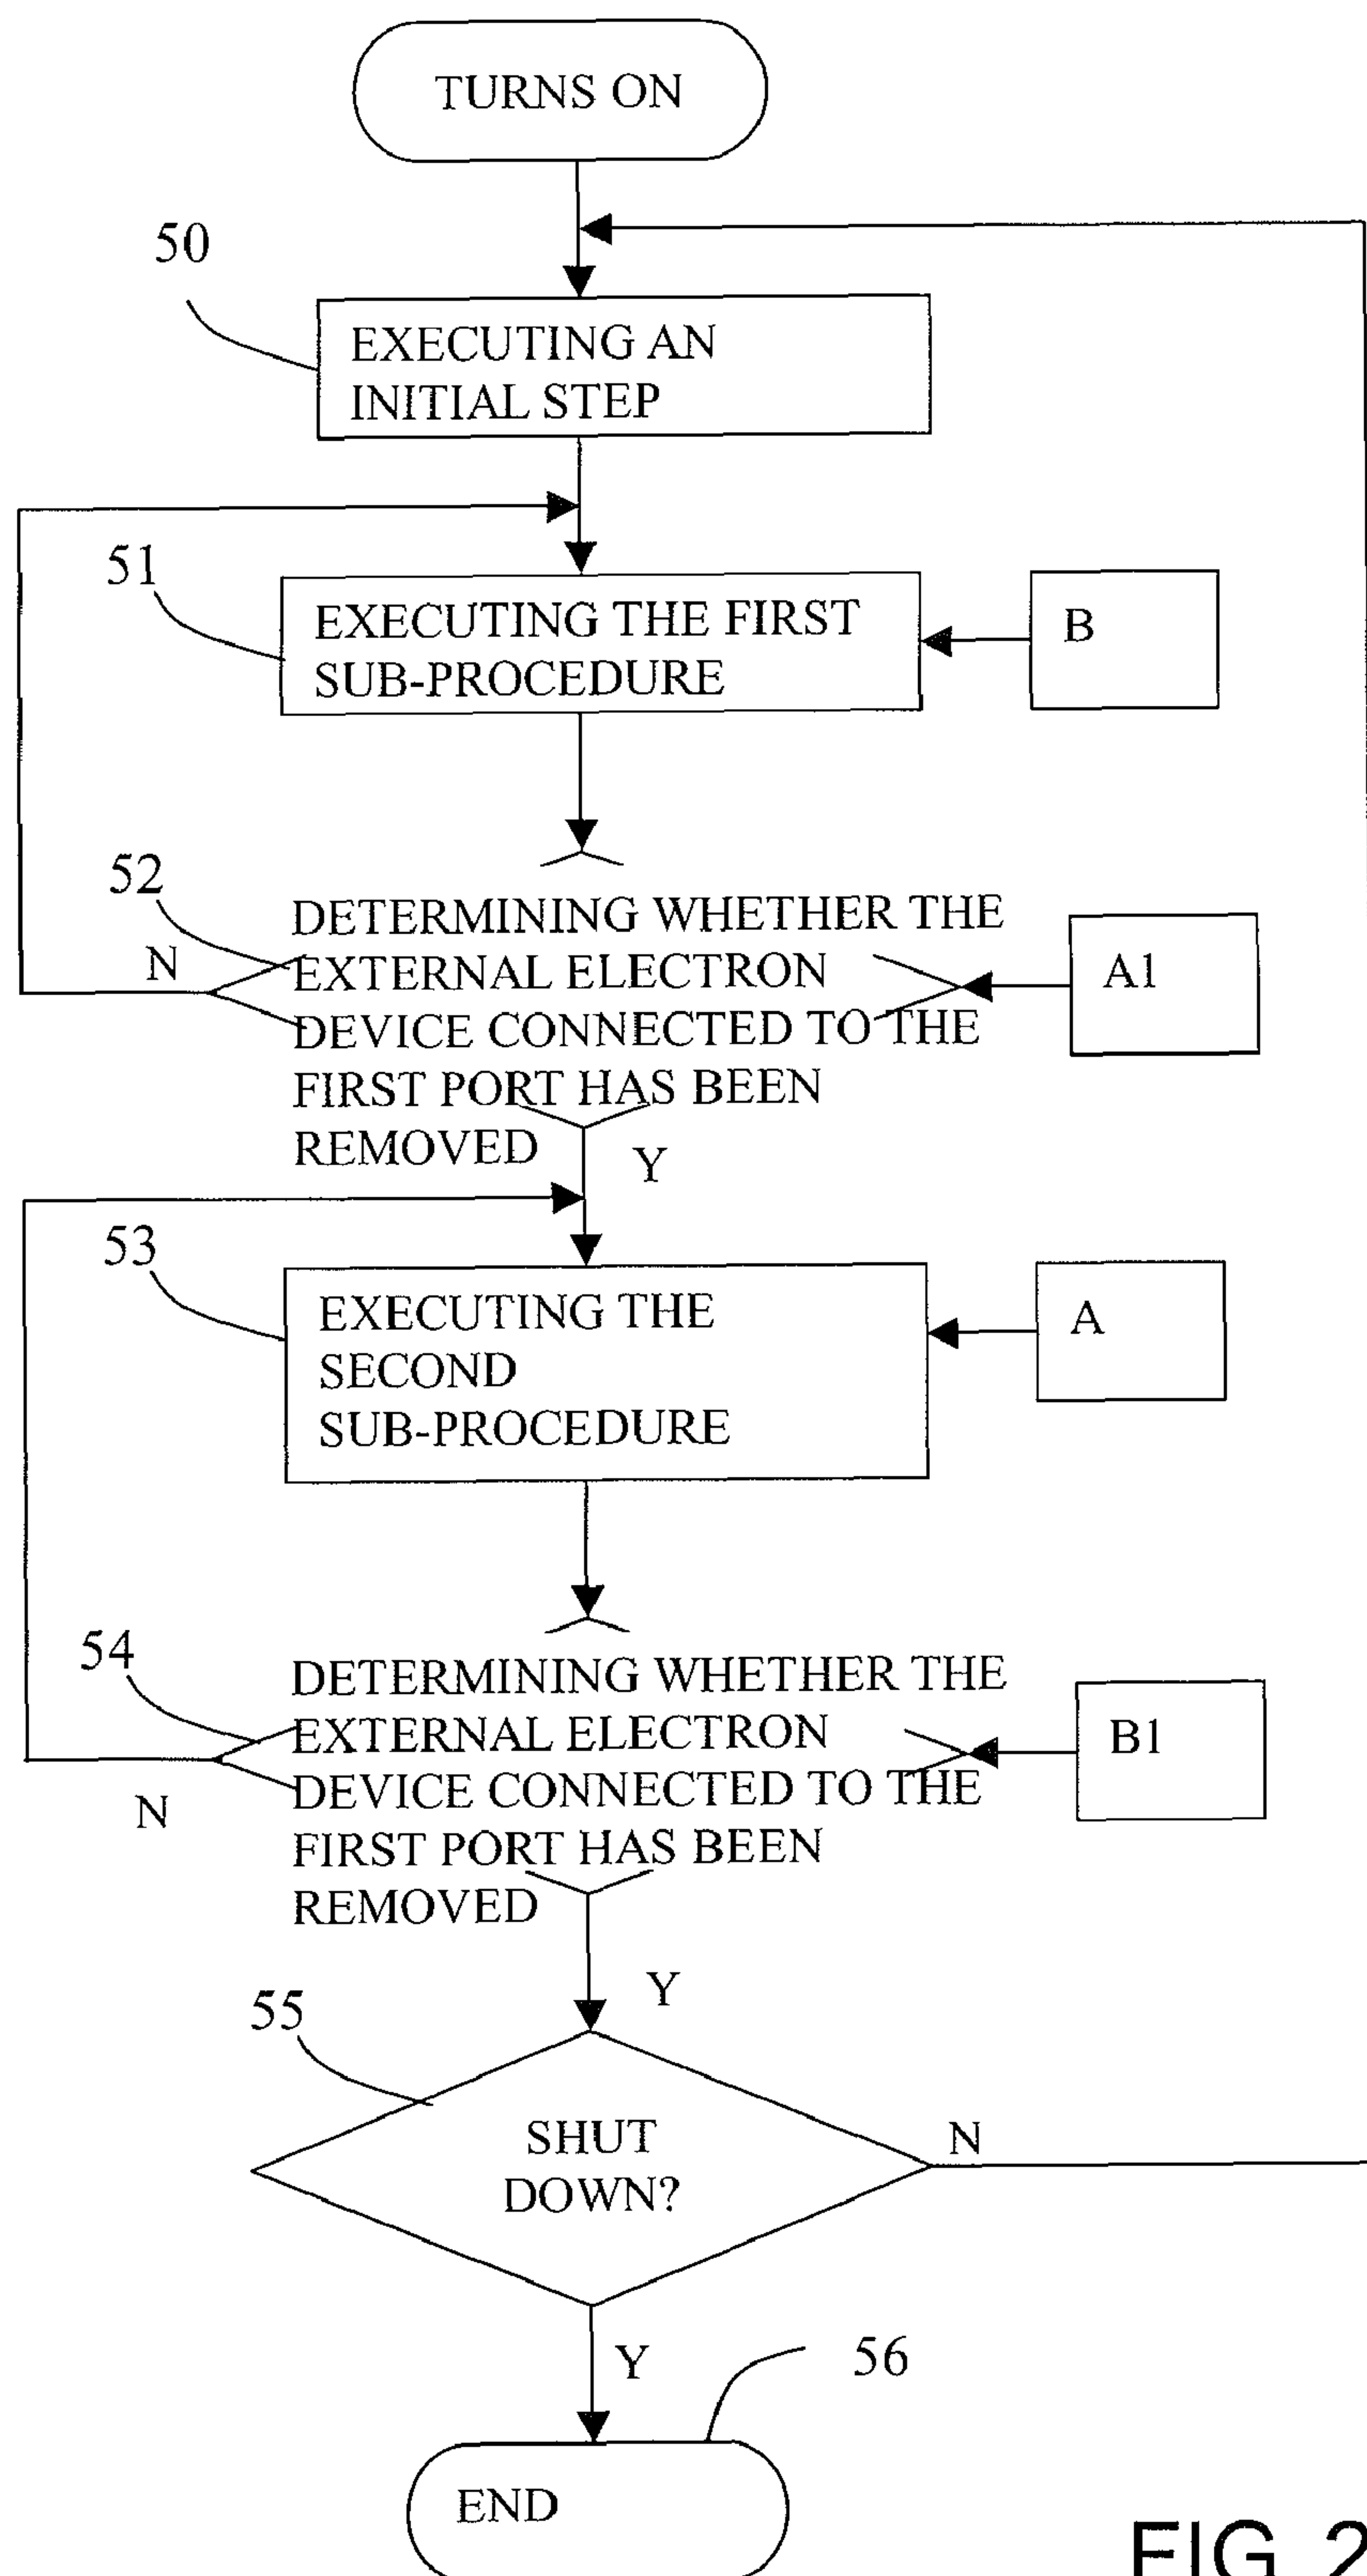 TURNS ON
50
EXECUTING AN
INITIAL STEP
51
EXECUTING THE FIRST
SUB-PROCEDURE
B
52
N
DETERMINING WHETHER THE
EXTERNAL ELECTRON
DEVICE CONNECTED TO THE
FIRST PORT HAS BEEN
REMOVED
A1
Y
53
EXECUTING THE
SECOND
SUB-PROCEDURE
A
54
N
DETERMINING WHETHER THE
EXTERNAL ELECTRON
DEVICE CONNECTED TO THE
FIRST PORT HAS BEEN
REMOVED
B1
Y
55
SHUT
DOWN?
N
Y
56
END
FIG. 2